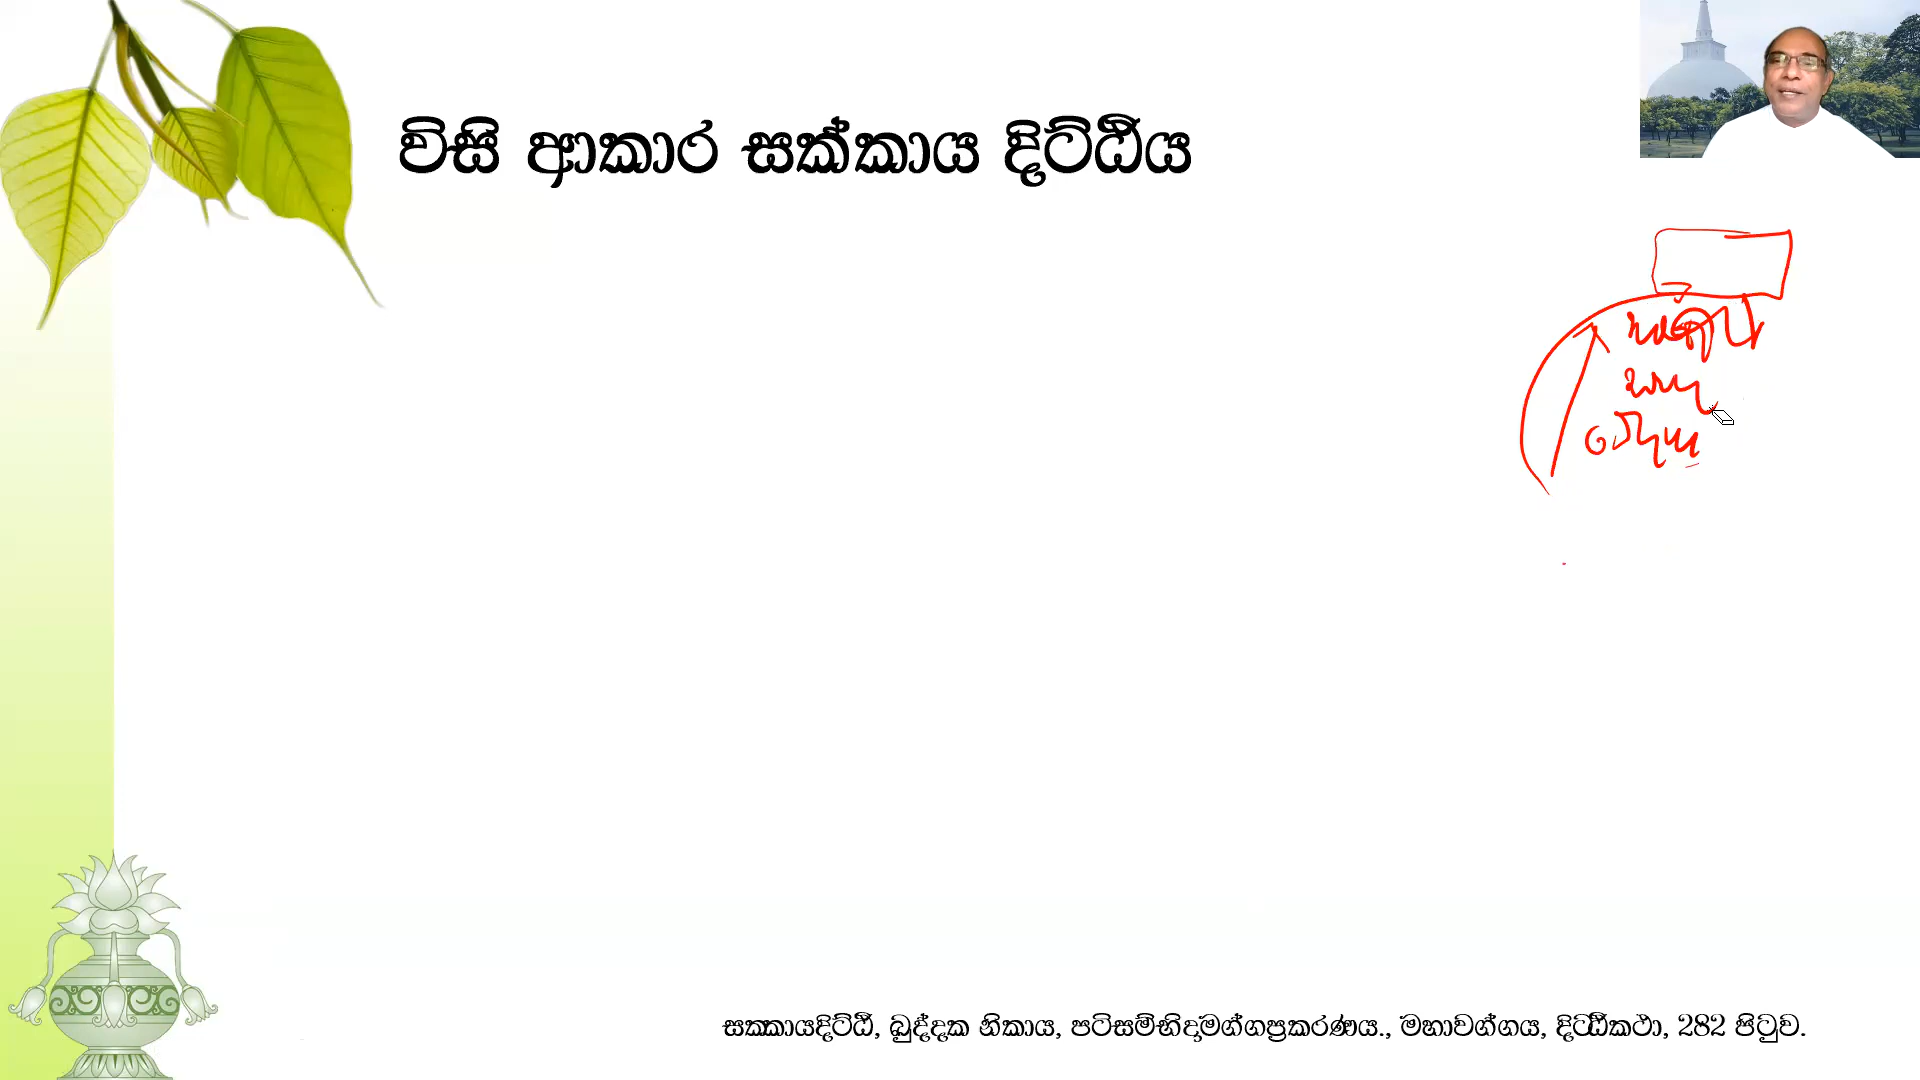 විසි ආකාර සක්කාය දිට්ඨිය
සක්කායදිට්ඨි, ඛුද්දක නිකාය, පටිසම්භිදාමග්ගප්‍රකරණය., මහාවග්ගය, දිට්ඨිකථා, 282 පිටුව.